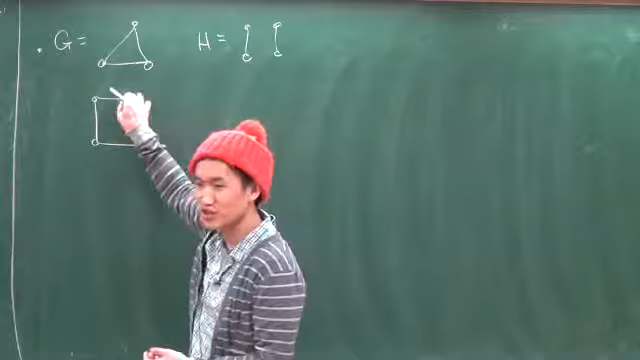 G = H =